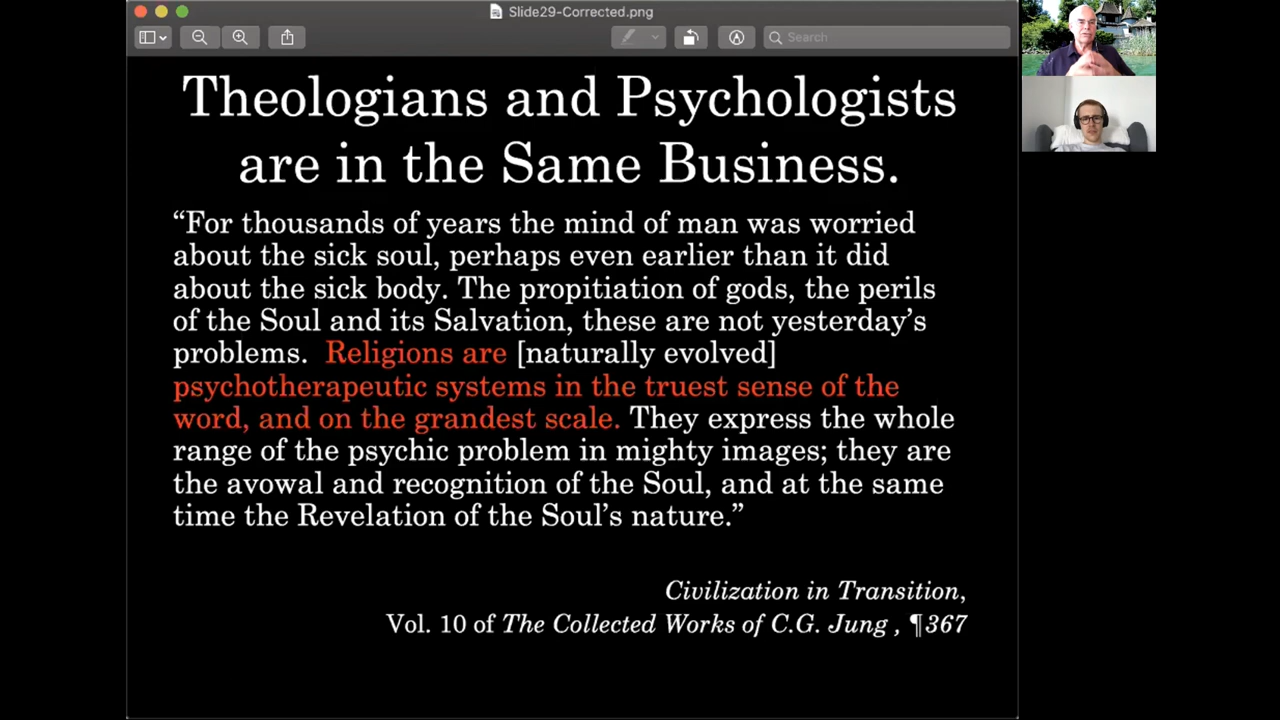 Slide29-Corrected.png
Search
Theologians and Psychologists
are in the Same Business.
“For thousands of years the mind of man was worried
about the sick soul, perhaps even earlier than it did
about the sick body. The propitiation of gods, the perils
of the Soul and its Salvation, these are not yesterday’s
problems. Religions are [naturally evolved]
psychotherapeutic systems in the truest sense of the
word, and on the grandest scale. They express the whole
range of the psychic problem in mighty images; they are
the avowal and recognition of the Soul, and at the same
time the Revelation of the Soul’s nature.”
Civilization in Transition,
Vol. 10 of The Collected Works of C.G. Jung , ¶367